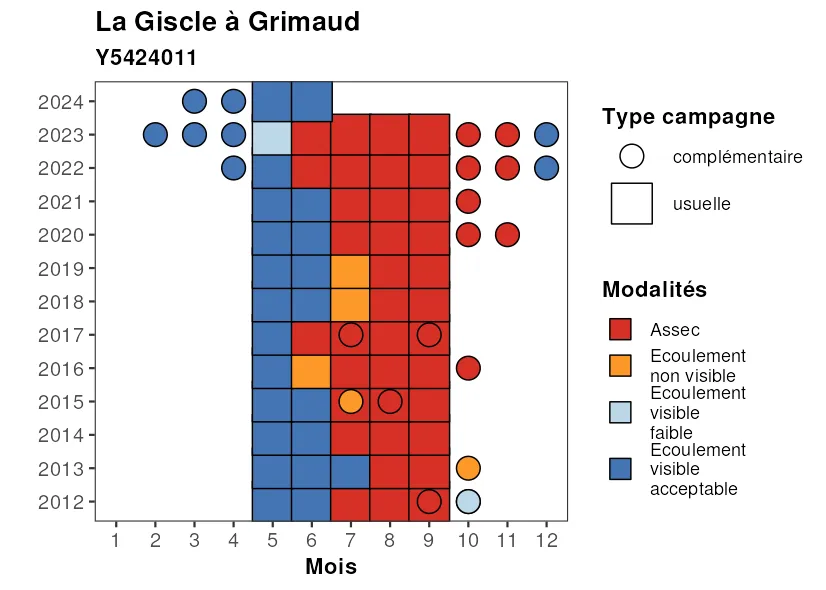 La Giscle à Grimaud
Y5424011
2024
2023
2022
2021
2020
2019
2018
2017
2016
2015
2014
2013
2012
1 2 3 4 5 6 7 8 9 10 11 12
Mois
Type campagne
complémentaire
usuelle
Modalités
Assec
Ecoulement
non visible
Ecoulement
visible
faible
Ecoulement
visible
acceptable